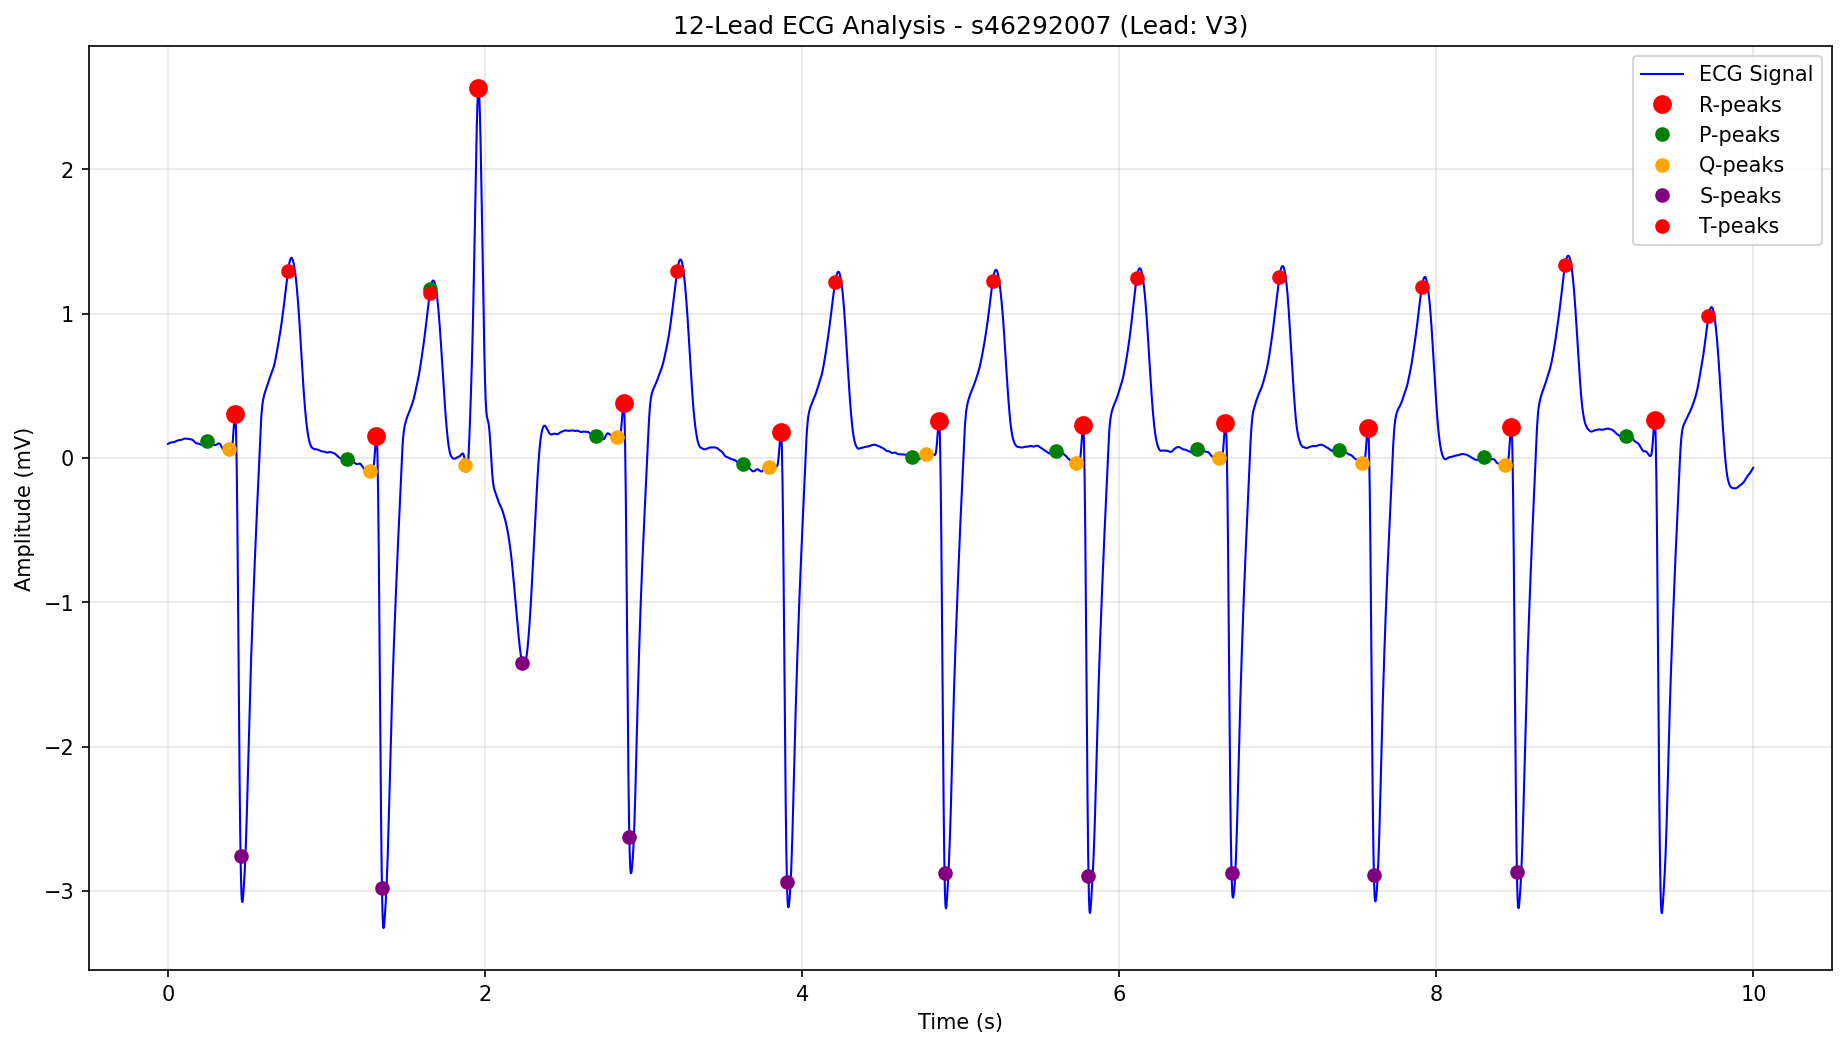 12-Lead ECG Analysis - s46292007 (Lead: V3)
ECG Signal
R-peaks
P-peaks
Q-peaks
S-peaks
T-peaks
Amplitude (mV)
2
1
0
−1
−2
−3
0 2 4 6 8 10
Time (s)